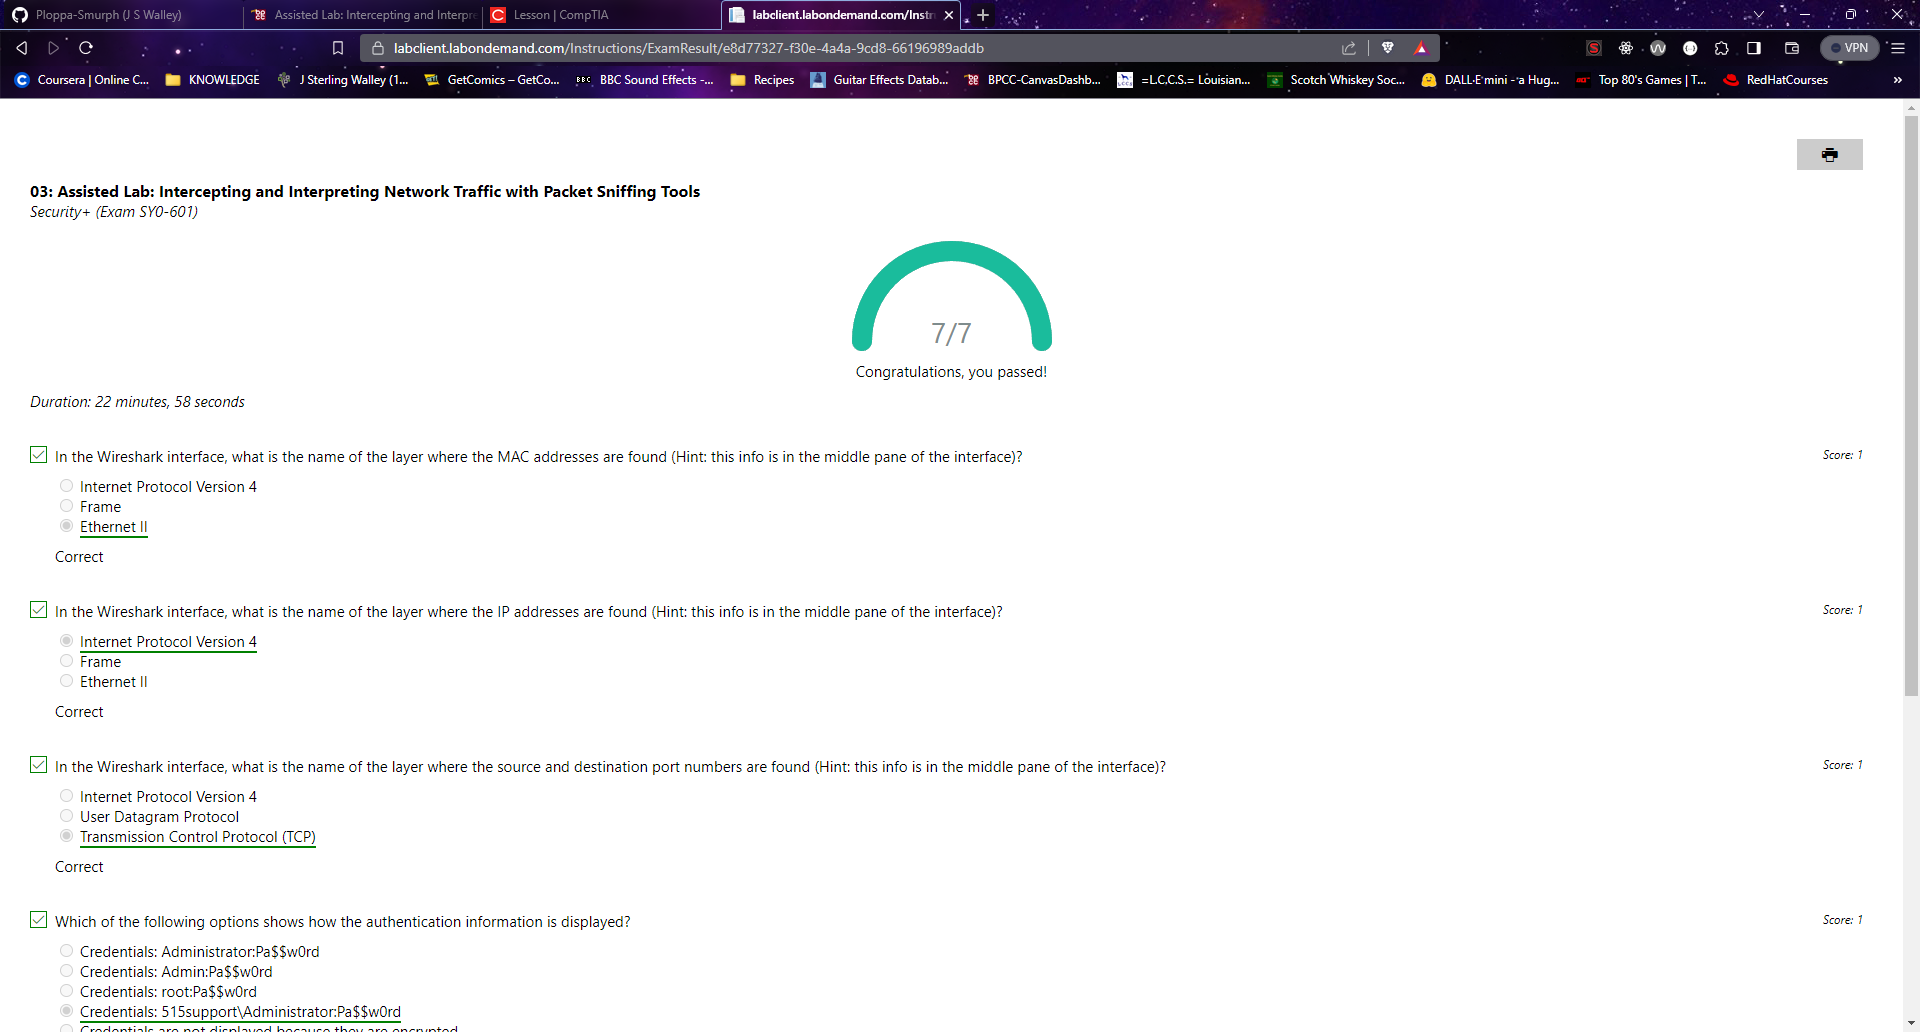 Ploppa-Smurph (J S Walley)
Assisted Lab: Intercepting and Interpre
Lesson | CompTIA
labclient.labondemand.com/Instr
labclient.labondemand.com/Instructions/ExamResult/e8d77327-f30e-4a4a-9cd8-66196989addb
VPN
Coursera | Online C...
KNOWLEDGE
J Sterling Walley (1...
GetComics – GetCo...
BBC
BBC Sound Effects -...
Recipes
Guitar Effects Datab...
BPCC-CanvasDashb...
=L.C.C.S.= Louisian...
Scotch Whiskey Soc...
DALL·E mini - a Hug...
Top 80's Games | T...
RedHatCourses
»
03: Assisted Lab: Intercepting and Interpreting Network Traffic with Packet Sniffing Tools
Security+ (Exam SY0-601)
7/7
Congratulations, you passed!
Duration: 22 minutes, 58 seconds
In the Wireshark interface, what is the name of the layer where the MAC addresses are found (Hint: this info is in the middle pane of the interface)?
Score: 1
Internet Protocol Version 4
Frame
Ethernet II
Correct
In the Wireshark interface, what is the name of the layer where the IP addresses are found (Hint: this info is in the middle pane of the interface)?
Score: 1
Internet Protocol Version 4
Frame
Ethernet II
Correct
In the Wireshark interface, what is the name of the layer where the source and destination port numbers are found (Hint: this info is in the middle pane of the interface)?
Score: 1
Internet Protocol Version 4
User Datagram Protocol
Transmission Control Protocol (TCP)
Correct
Which of the following options shows how the authentication information is displayed?
Score: 1
Credentials: Administrator:Pa$$w0rd
Credentials: Admin:Pa$$w0rd
Credentials: root:Pa$$w0rd
Credentials: 515support\Administrator:Pa$$w0rd
Credentials are not displayed because they are encrypted